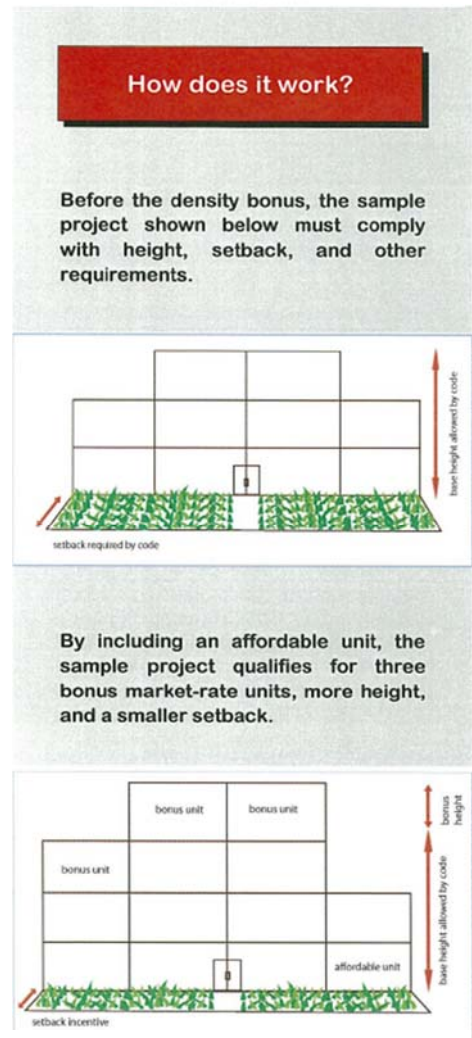 How does it work?
Before the density bonus, the sample
project shown below must comply
with height, setback, and other
requirements.
base height allowed by code
setback required by code
By including an affordable unit, the
sample project qualifies for three
bonus market-rate units, more height,
and a smaller setback.
bonus unit
bonus unit
bonus
height
bonus unit
base height allowed by code
affordable unit
setback incentive